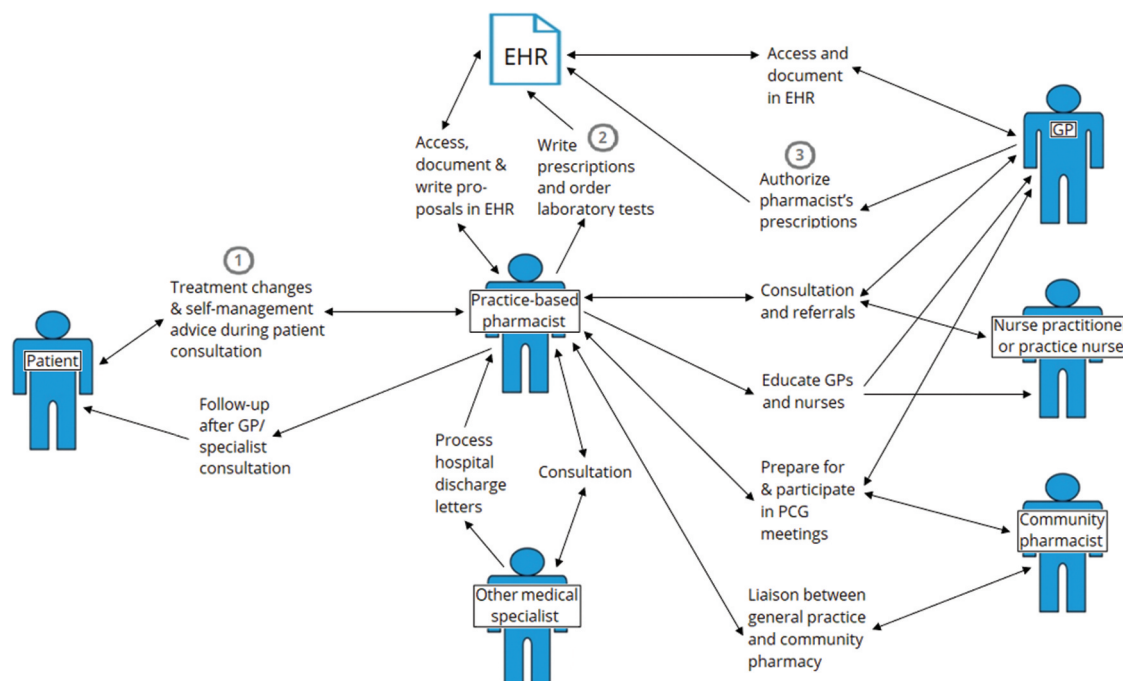 EHR
Access and
document
in EHR
GP
Access,
document &
write pro-
posals in EHR
2
Write
prescriptions
and order
laboratory tests
3
Authorize
pharmacist's
prescriptions
1
Treatment changes
& self-management
advice during patient
consultation
Practice-based
pharmacist
Consultation
and referrals
Nurse practitioner
or practice nurse
Patient
Educate GPs
and nurses
Follow-up
after GP/
specialist
consultation
Process
hospital
discharge
letters
Consultation
Prepare for
& participate
in PCG
meetings
Community
pharmacist
Other medical
specialist
Liaison between
general practice
and community
pharmacy